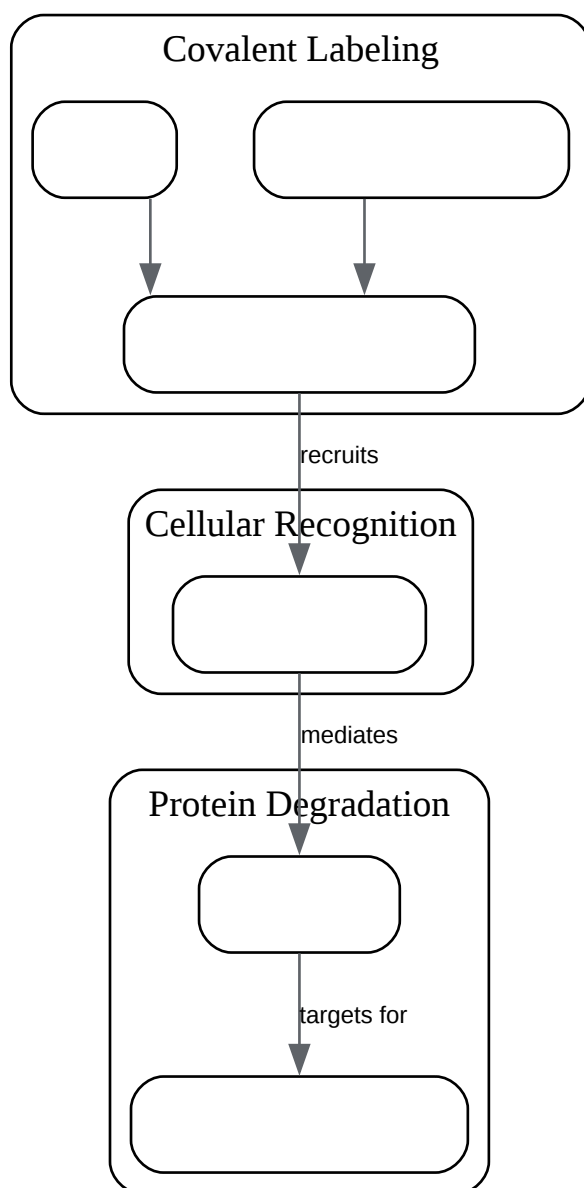 Covalent Labeling
recruits
Cellular Recognition
mediates
Protein Degradation
targets for